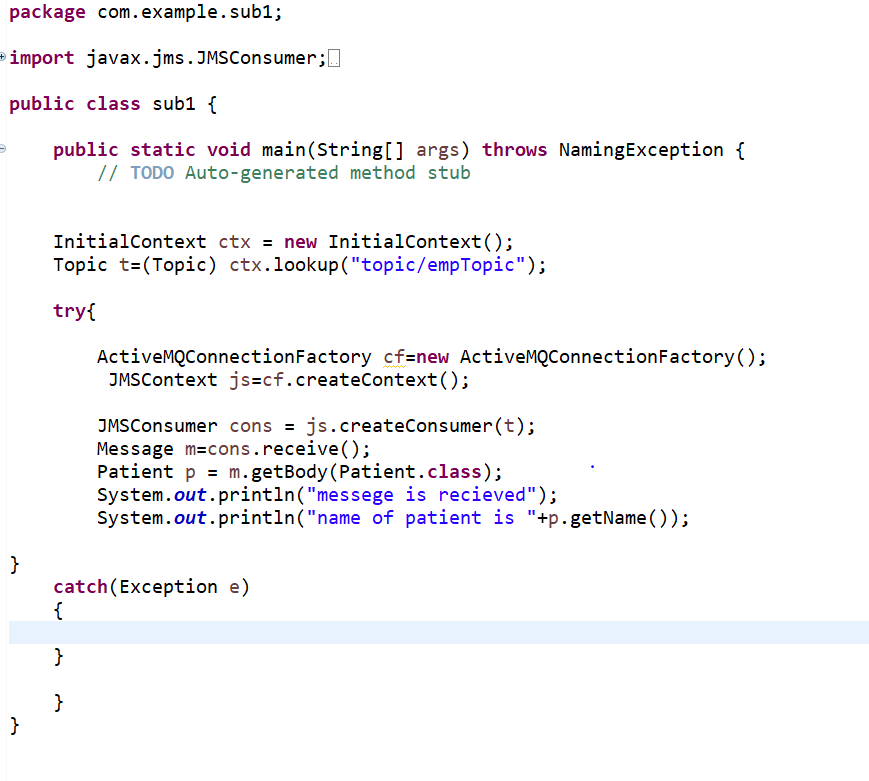 package com.example.sub1;
import javax.jms.JMSConsumer;
public class sub1 {
public static void main(String[] args) throws NamingException {
// TODO Auto-generated method stub
InitialContext ctx = new InitialContext();
Topic t=(Topic) ctx.lookup("topic/empTopic");
try{
ActiveMQConnectionFactory cf=new ActiveMQConnectionFactory();
JMSContext js=cf.createContext();
JMSConsumer cons = js.createConsumer(t);
Message m=cons.receive();
Patient p = m.getBody(Patient.class);
System.out.println("messege is recieved");
System.out.println("name of patient is "+p.getName());
}
catch(Exception e)
{
}
}
}